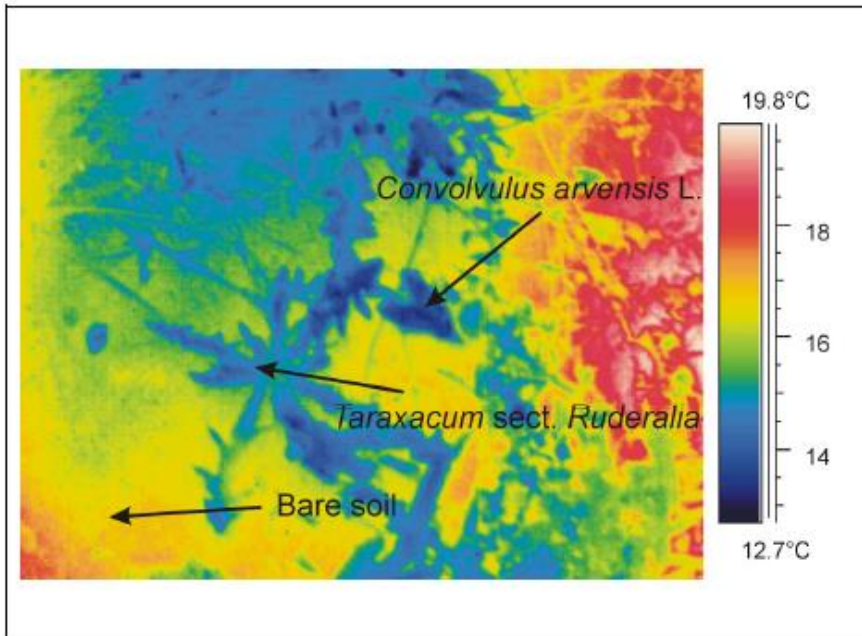 19.8°C
Convolvulus arvensis L.
18
16
Taraxacum sect. Ruderalia
14
Bare soil
12.7°C